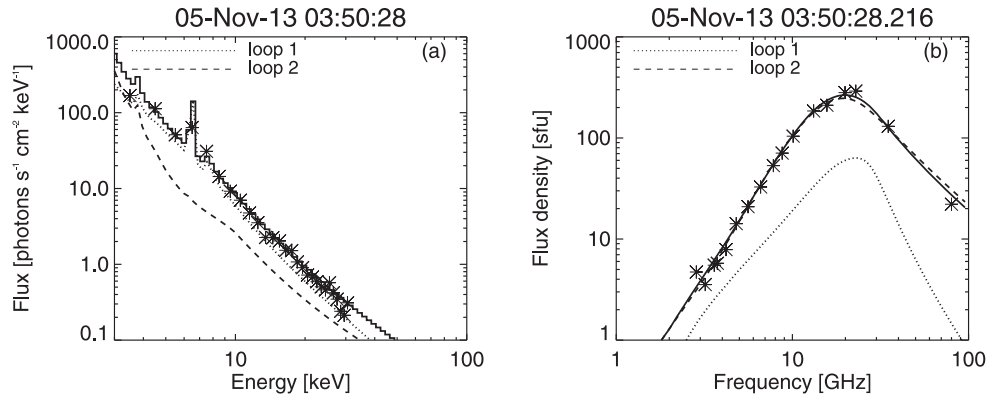 05-Nov-13 03:50:28
1000.0
100.0
10.0
1.0
0.1
Flux [photons s⁻¹ cm⁻² keV⁻¹]
loop 1
loop 2
(a)
10
100
Energy [keV]
05-Nov-13 03:50:28.216
1000
100
10
1
Flux density [sfu]
loop 1
loop 2
(b)
1
10
100
Frequency [GHz]